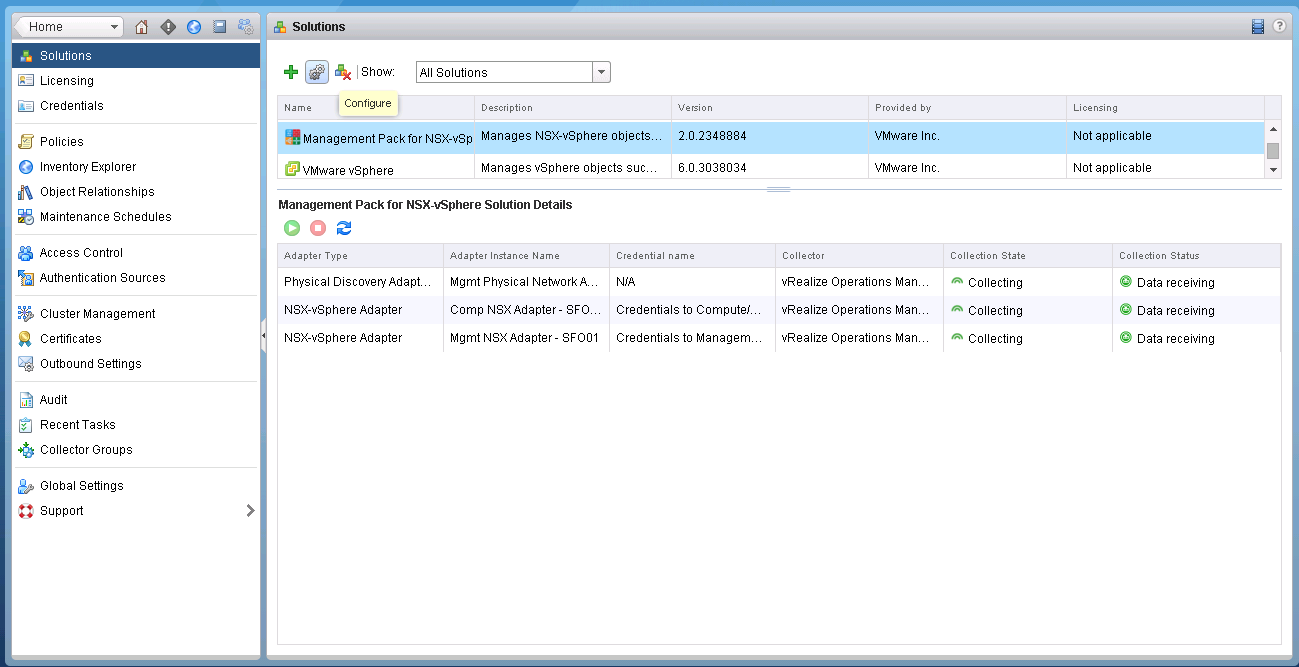 Home
Solutions
Licensing
Credentials
Policies
Inventory Explorer
Object Relationships
Maintenance Schedules
Access Control
Authentication Sources
Cluster Management
Certificates
Outbound Settings
Audit
Recent Tasks
Collector Groups
Global Settings
Support
Solutions
?
Show: All Solutions
Configure
Name Description Version Provided by Licensing
Management Pack for NSX-vSp Manages NSX-vSphere objects... 2.0.2348884 VMware Inc. Not applicable
VMware vSphere Manages vSphere objects suc... 6.0.3038034 VMware Inc. Not applicable
Management Pack for NSX-vSphere Solution Details
Adapter Type Adapter Instance Name Credential name Collector Collection State Collection Status
Physical Discovery Adapt... Mgmt Physical Network A... N/A vRealize Operations Man... Collecting Data receiving
NSX-vSphere Adapter Comp NSX Adapter - SFO... Credentials to Compute/... vRealize Operations Man... Collecting Data receiving
NSX-vSphere Adapter Mgmt NSX Adapter - SFO01 Credentials to Managem... vRealize Operations Man... Collecting Data receiving